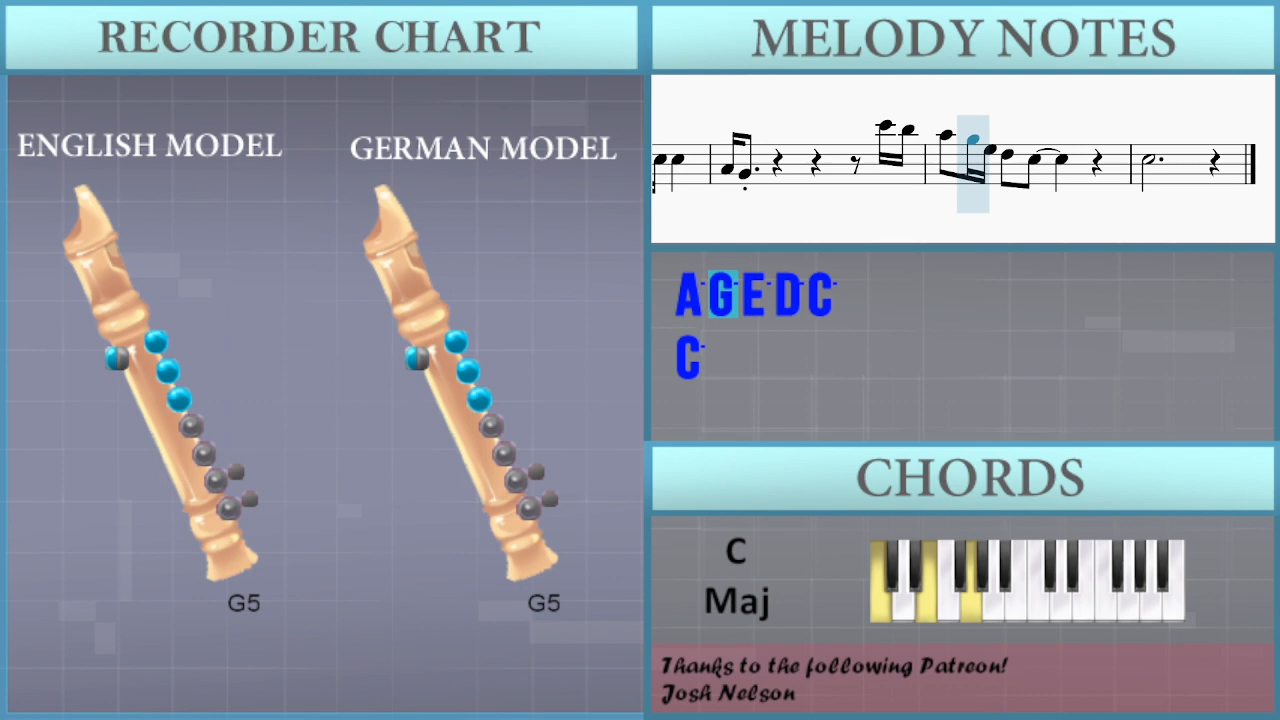 RECORDER CHART
MELODY NOTES
ENGLISH MODEL
GERMAN MODEL
A G E D C
C
G5
G5
CHORDS
C
Maj
Thanks to the following Patreon!
Josh Nelson